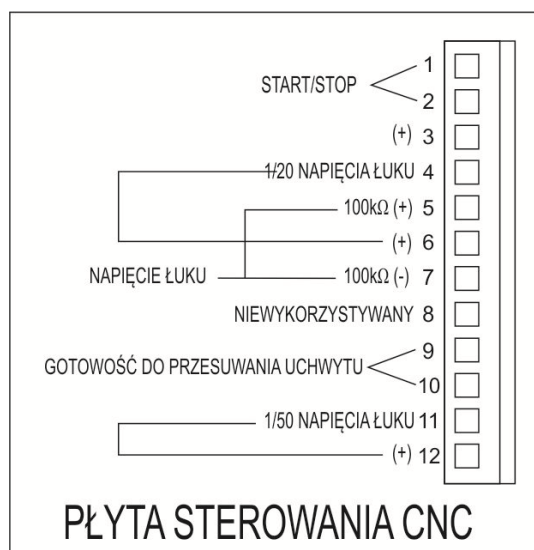 START/STOP
1
2
(+) 3
1/20 NAPIĘCIA ŁUKU 4
100kΩ (+) 5
(+) 6
NAPIĘCIE ŁUKU 100kΩ (-) 7
NIEWYKORZYSTYWANY 8
GOTOWOŚĆ DO PRZESUWANIA UCHWYTU
9
10
1/50 NAPIĘCIA ŁUKU 11
(+) 12
PŁYTA STEROWANIA CNC